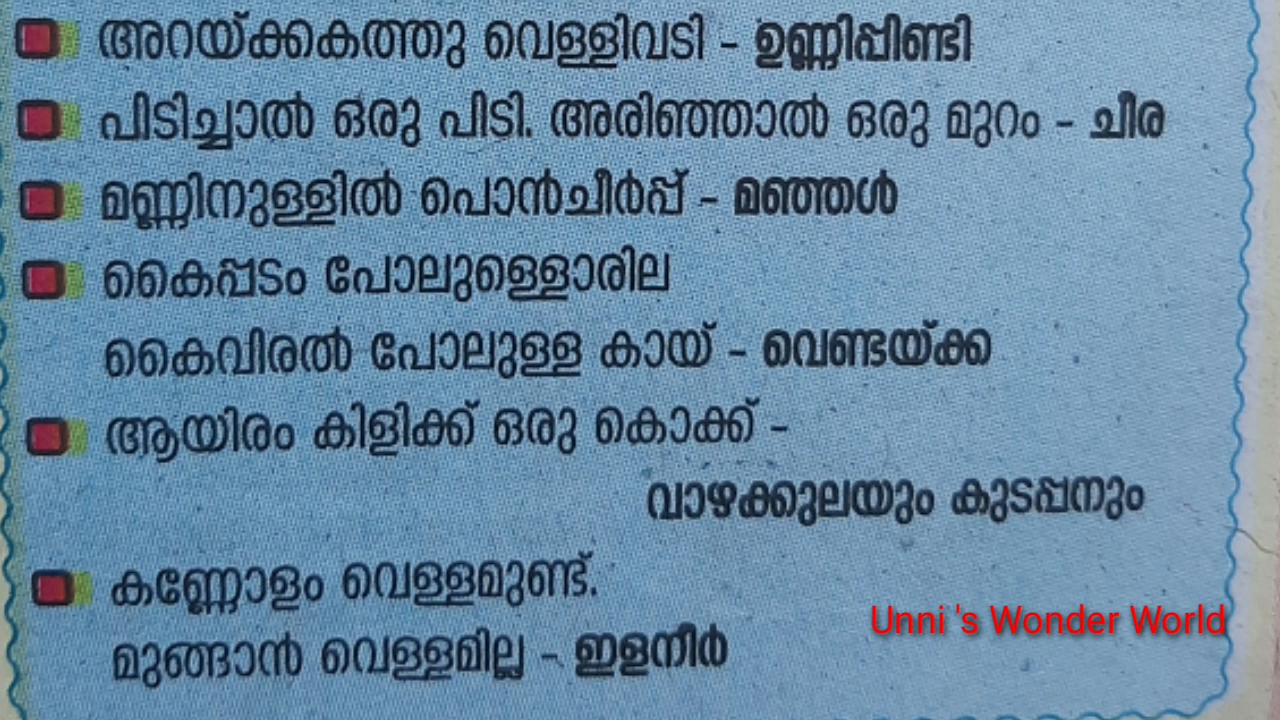 അറയ്ക്കകത്തു വെള്ളിവടി - ഉണ്ണിപ്പിണ്ടി
പിടിച്ചാൽ ഒരു പിടി. അരിഞ്ഞാൽ ഒരു മുറം - ചീര
മണ്ണിനുള്ളിൽ പൊൻചീർപ്പ് - മഞ്ഞൾ
കൈപ്പടം പോലുള്ളൊരില
കൈവിരൽ പോലുള്ള കായ് - വെണ്ടയ്ക്ക
ആയിരം കിളിക്ക് ഒരു കൊക്ക് -
വാഴക്കുലയും കുടപ്പനും
കണ്ണോളം വെള്ളമുണ്ട്.
Unni 's Wonder World
മുങ്ങാൻ വെള്ളമില്ല - ഇളനീർ